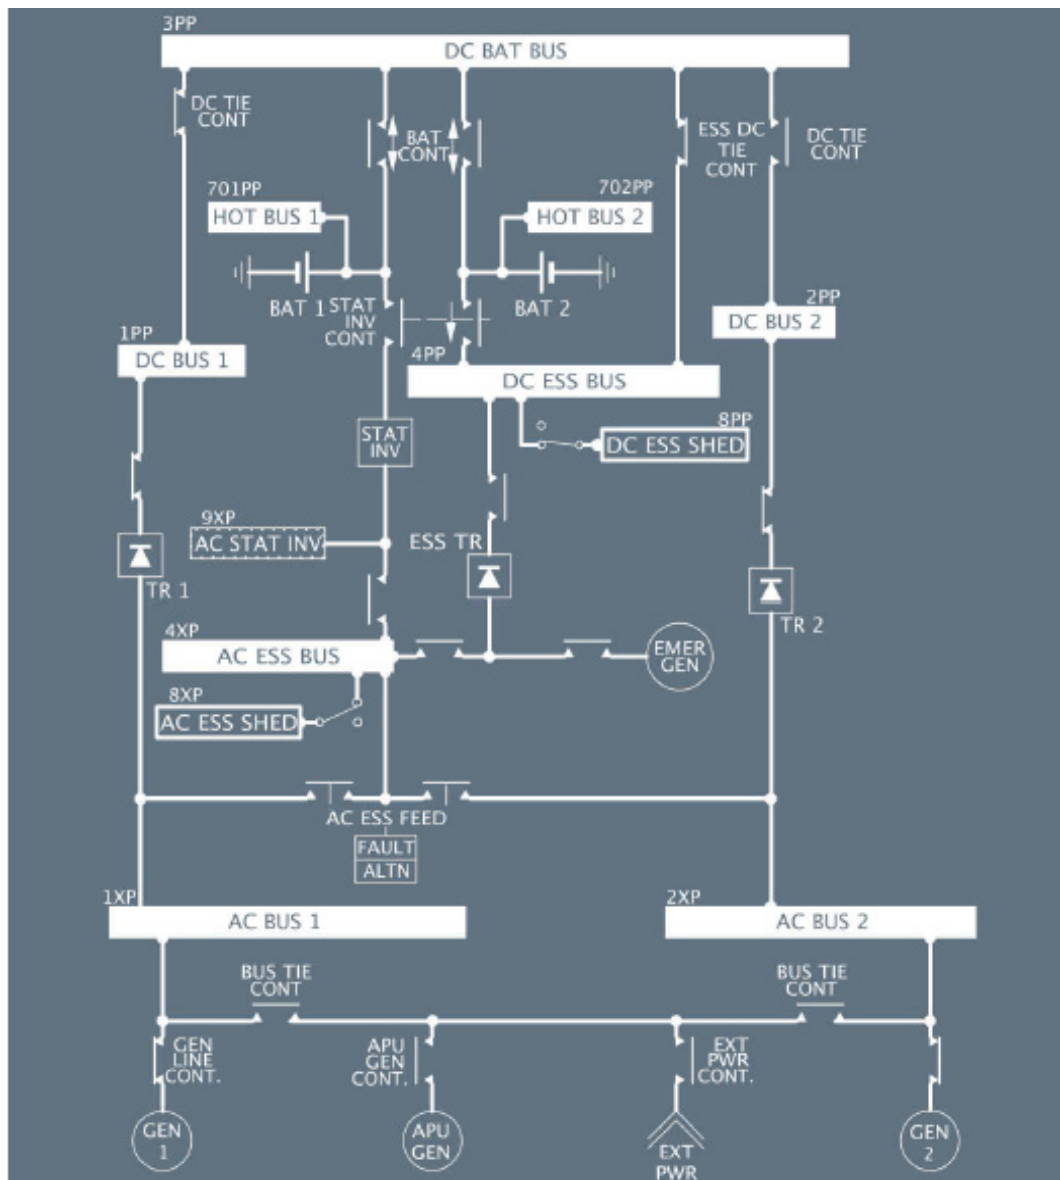 3PP
DC BAT BUS
DC TIE
CONT
BAT
CONT
ESS DC
TIE
CONT
DC TIE
CONT
701PP
HOT BUS 1
702PP
HOT BUS 2
BAT 1
STAT
INV
CONT
BAT 2
2PP
DC BUS 2
1PP
DC BUS 1
4PP
DC ESS BUS
STAT
INV
8PP
DC ESS SHED
9XP
AC STAT INV
ESS TR
TR 1
TR 2
4XP
AC ESS BUS
EMER
GEN
8XP
AC ESS SHED
AC ESS FEED
FAULT
ALTN
1XP
AC BUS 1
2XP
AC BUS 2
BUS TIE
CONT
BUS TIE
CONT
GEN
LINE
CONT.
APU
GEN
CONT.
EXT
PWR
CONT.
GEN
1
APU
GEN
EXT
PWR
GEN
2